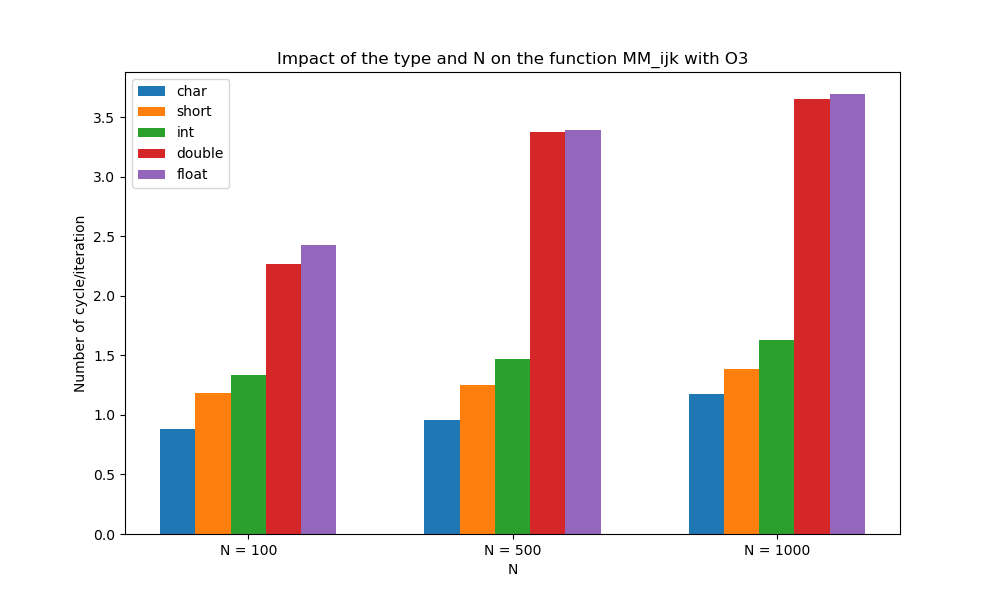 Impact of the type and N on the function MM_ijk with O3
char
short
int
double
float
Number of cycle/iteration
3.5
3.0
2.5
2.0
1.5
1.0
0.5
0.0
N = 100
N = 500
N = 1000
N